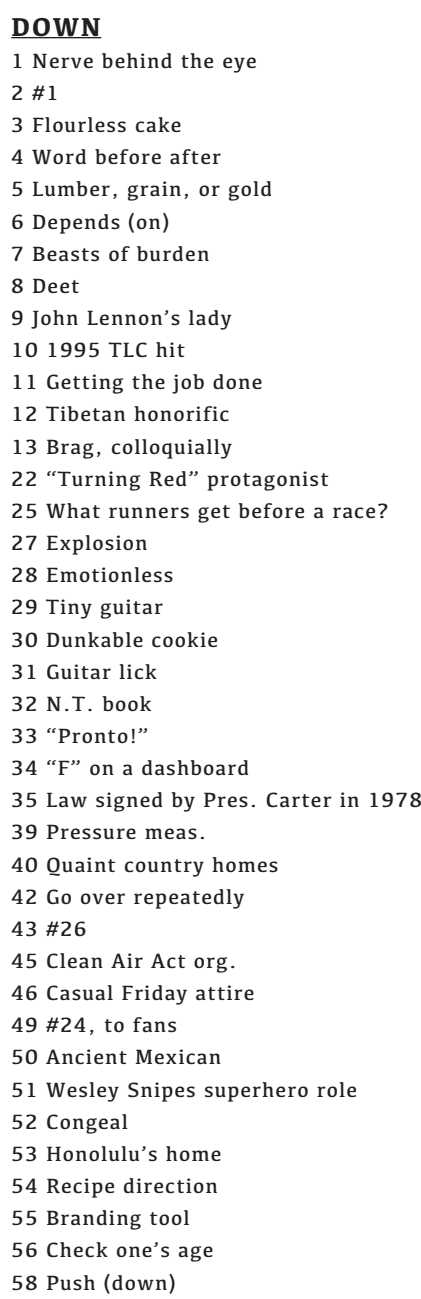 DOWN
1 Nerve behind the eye
2 #1
3 Flourless cake
4 Word before after
5 Lumber, grain, or gold
6 Depends (on)
7 Beasts of burden
8 Deet
9 John Lennon’s lady
10 1995 TLC hit
11 Getting the job done
12 Tibetan honorific
13 Brag, colloquially
22 “Turning Red” protagonist
25 What runners get before a race?
27 Explosion
28 Emotionless
29 Tiny guitar
30 Dunkable cookie
31 Guitar lick
32 N.T. book
33 “Pronto!”
34 “F” on a dashboard
35 Law signed by Pres. Carter in 1978
39 Pressure meas.
40 Quaint country homes
42 Go over repeatedly
43 #26
45 Clean Air Act org.
46 Casual Friday attire
49 #24, to fans
50 Ancient Mexican
51 Wesley Snipes superhero role
52 Congeal
53 Honolulu’s home
54 Recipe direction
55 Branding tool
56 Check one’s age
58 Push (down)